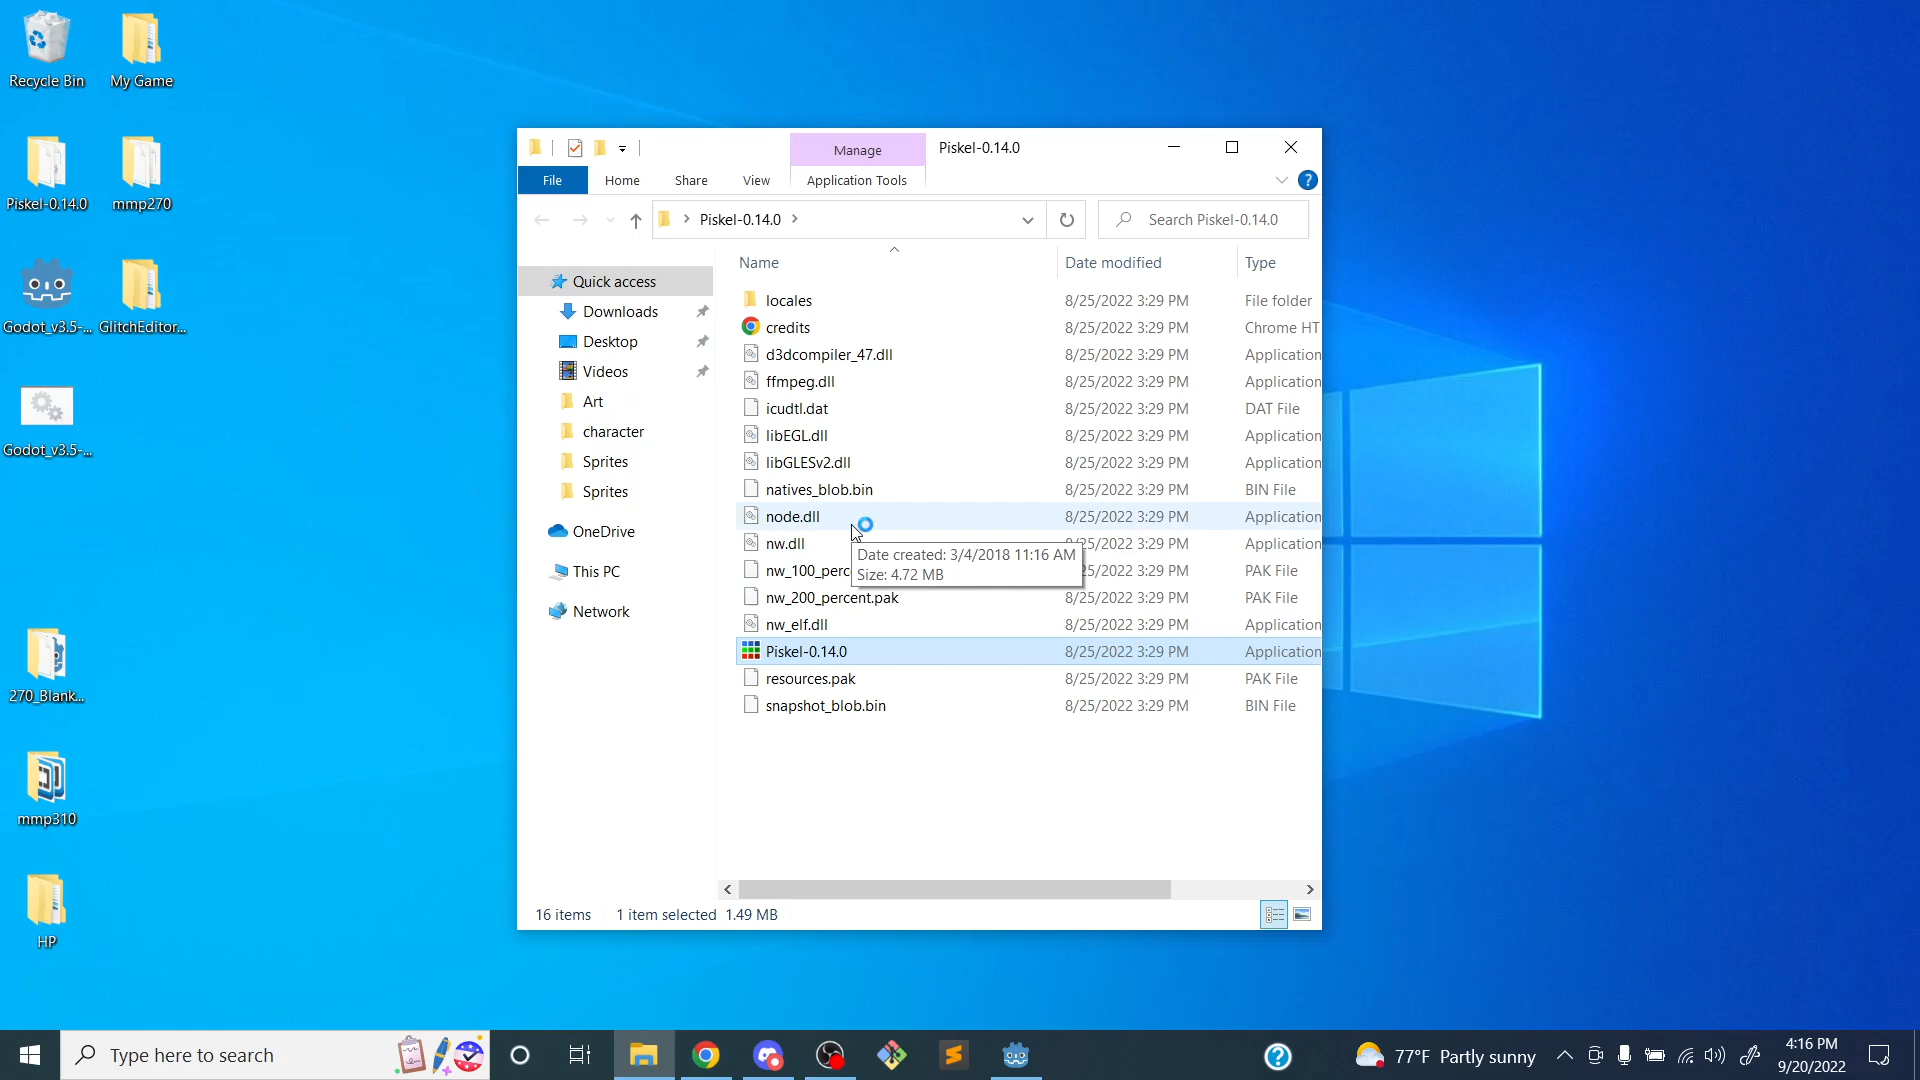 Recycle Bin
My Game
Piskel-0.14.0
mmp270
Godot_v3.5-...
GlitchEditor...
Godot_v3.5-...
270_Blank...
mmp310
HP
Manage
Piskel-0.14.0
File
Home
Share
View
Application Tools
Piskel-0.14.0
Search Piskel-0.14.0
Quick access
Downloads
Desktop
Videos
Art
character
Sprites
Sprites
OneDrive
This PC
Network
Name Date modified Type
locales 8/25/2022 3:29 PM File folder
credits 8/25/2022 3:29 PM Chrome HT
d3dcompiler_47.dll 8/25/2022 3:29 PM Application
ffmpeg.dll 8/25/2022 3:29 PM Application
icudtl.dat 8/25/2022 3:29 PM DAT File
libEGL.dll 8/25/2022 3:29 PM Application
libGLESv2.dll 8/25/2022 3:29 PM Application
natives_blob.bin 8/25/2022 3:29 PM BIN File
node.dll 8/25/2022 3:29 PM Application
nw.dll 8/25/2022 3:29 PM Application
Date created: 3/4/2018 11:16 AM
Size: 4.72 MB
nw_100_perc 25/2022 3:29 PM PAK File
nw_200_percent.pak 8/25/2022 3:29 PM PAK File
nw_elf.dll 8/25/2022 3:29 PM Application
Piskel-0.14.0 8/25/2022 3:29 PM Application
resources.pak 8/25/2022 3:29 PM PAK File
snapshot_blob.bin 8/25/2022 3:29 PM BIN File
16 items 1 item selected 1.49 MB
Type here to search
77°F Partly sunny
4:16 PM
9/20/2022